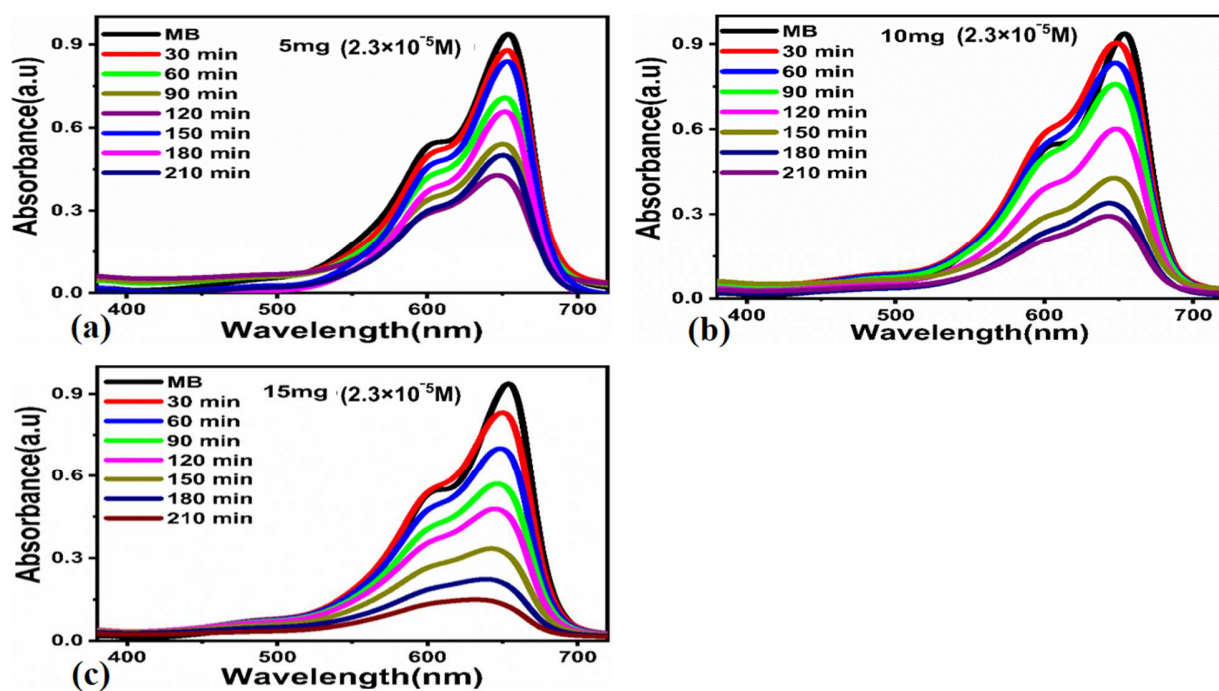 5mg (2.3×10⁻⁵M)
MB
30 min
60 min
90 min
120 min
150 min
180 min
210 min
Absorbance(a.u)
0.9
0.6
0.3
0.0
400 500 600 700
Wavelength(nm)
(a)
10mg (2.3×10⁻⁵M)
MB
30 min
60 min
90 min
120 min
150 min
180 min
210 min
Absorbance(a.u)
0.9
0.6
0.3
0.0
400 500 600 700
Wavelength(nm)
(b)
15mg (2.3×10⁻⁵M)
MB
30 min
60 min
90 min
120 min
150 min
180 min
210 min
Absorbance(a.u)
0.9
0.6
0.3
0.0
400 500 600 700
Wavelength(nm)
(c)